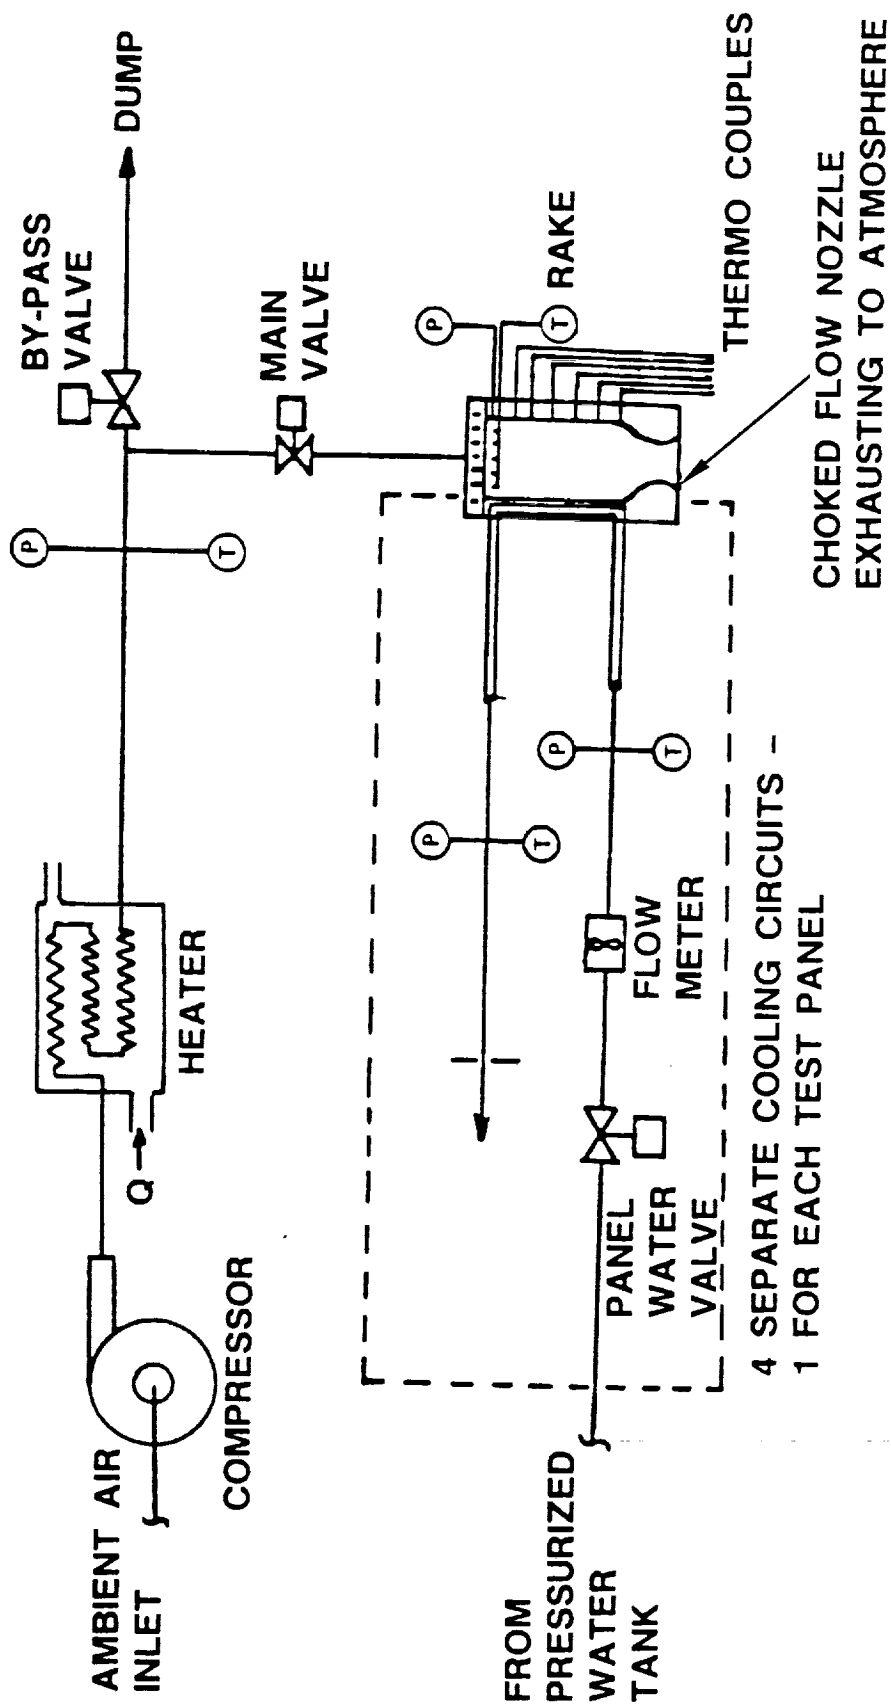 AMBIENT AIR
INLET
COMPRESSOR
Q
HEATER
P
T
BY-PASS
VALVE
DUMP
MAIN
VALVE
P
T
RAKE
THERMO COUPLES
CHOKED FLOW NOZZLE
EXHAUSTING TO ATMOSPHERE
P
T
P
T
FLOW
METER
PANEL
WATER
VALVE
FROM
PRESSURIZED
WATER
TANK
4 SEPARATE COOLING CIRCUITS –
1 FOR EACH TEST PANEL